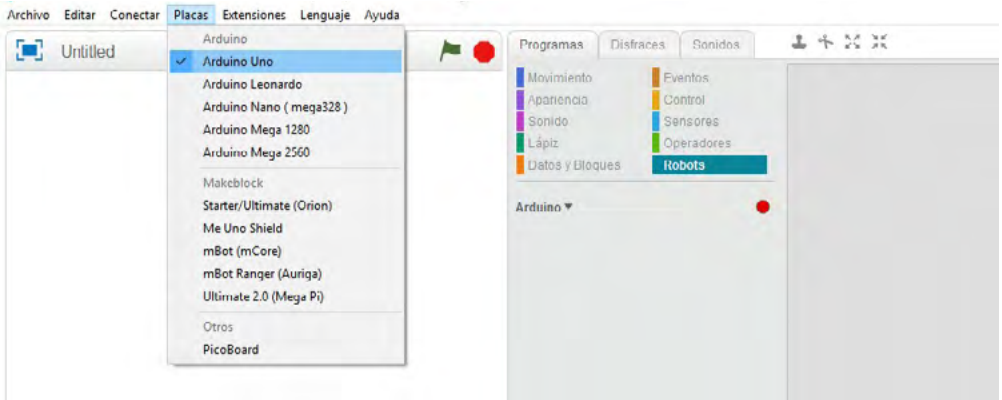 Archivo Editar Conectar Placas Extensiones Lenguaje Ayuda
Untitled
Arduino
Arduino Uno
Arduino Leonardo
Arduino Nano ( mega328 )
Arduino Mega 1280
Arduino Mega 2560
Makeblock
Starter/Ultimate (Orion)
Me Uno Shield
mBot (mCore)
mBot Ranger (Auriga)
Ultimate 2.0 (Mega Pi)
Otros
PicoBoard
Programas Disfraces Sonidos
Movimiento Eventos
Apariencia Control
Sonido Sensores
Lápiz Operadores
Datos y Bloques Robots
Arduino